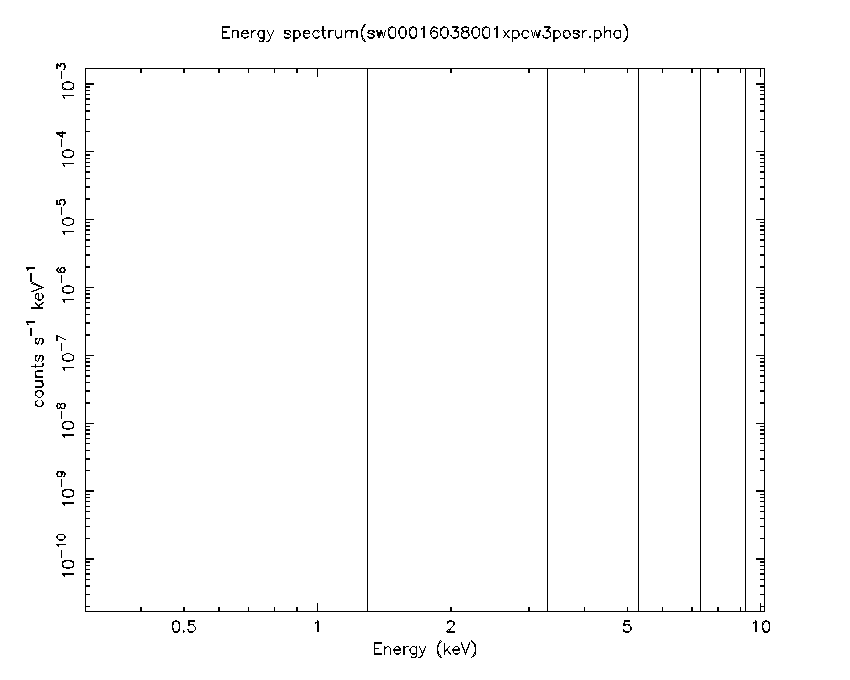 Energy spectrum(sw00016038001xpcw3posr.pha)
10⁻³
10⁻⁴
10⁻⁵
10⁻⁶
10⁻⁷
10⁻⁸
10⁻⁹
10⁻¹⁰
counts s⁻¹ keV⁻¹
0.5 1 2 5 10
Energy (keV)